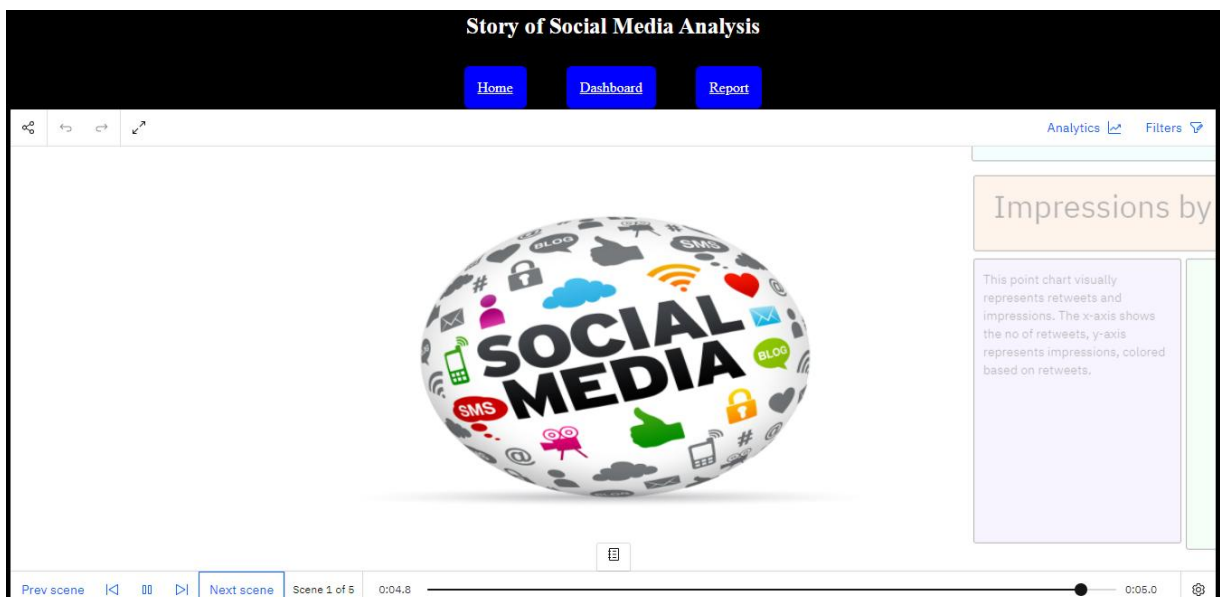 Story of Social Media Analysis
Home Dashboard Report
Analytics Filters
Impressions by
This point chart visually
represents retweets and
impressions. The x-axis shows
the no of retweets, y-axis
represents impressions, colored
based on retweets.
BLOG
SMS
#
#
@
SOCIAL
MEDIA
BLOG
SMS
@
#
@
BLOG
Prev scene Next scene Scene 1 of 5 0:04.8 0:05.0